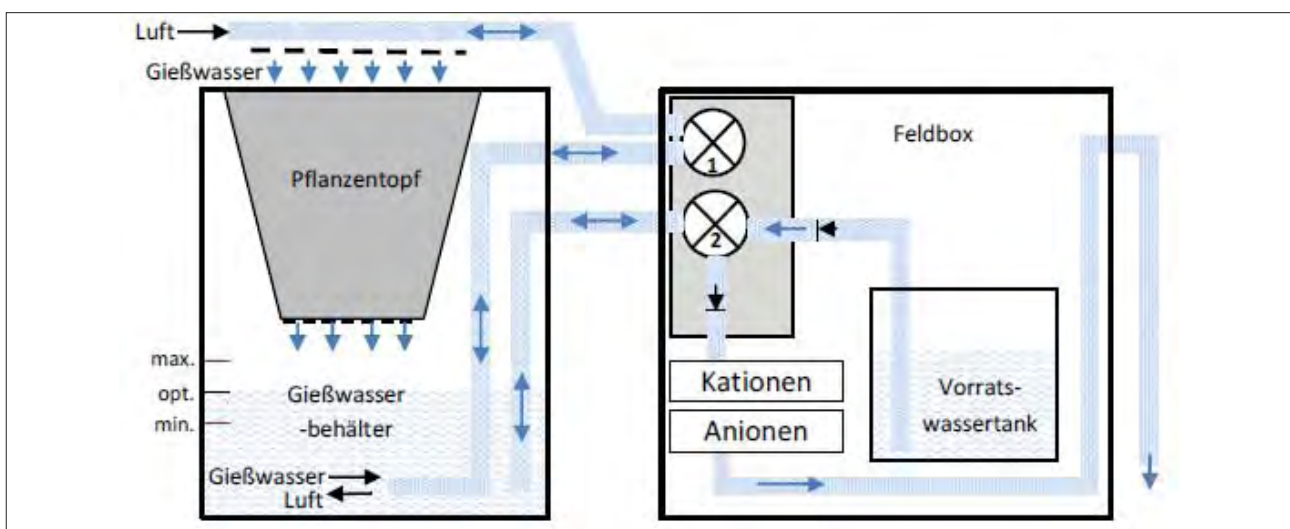 Luft
Gießwasser
Pflanzentopf
max.
opt.
min.
Gießwasser
-behälter
Gießwasser
Luft
1
2
Feldbox
Kationen
Anionen
Vorrats-
wassertank